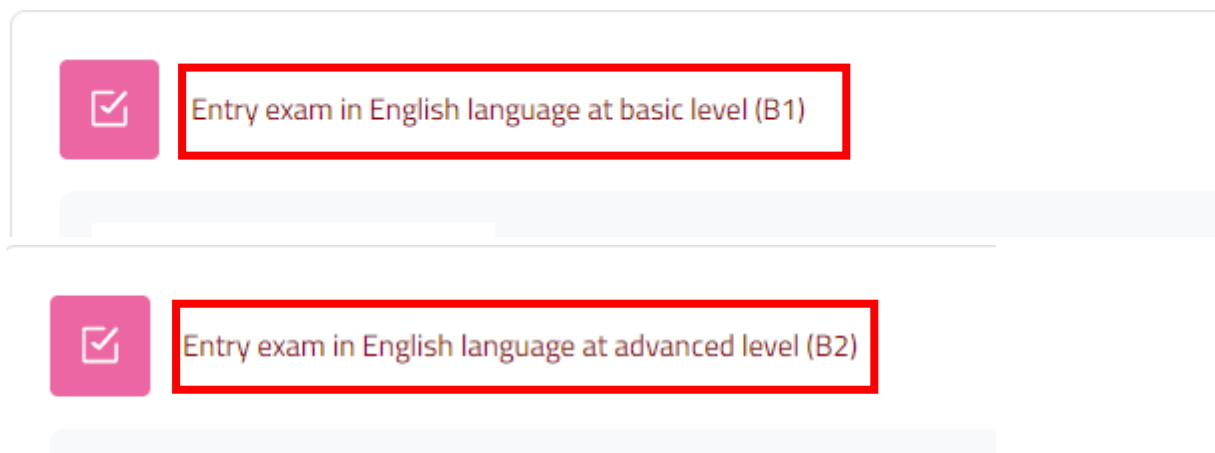 Entry exam in English language at basic level (B1)
Entry exam in English language at advanced level (B2)